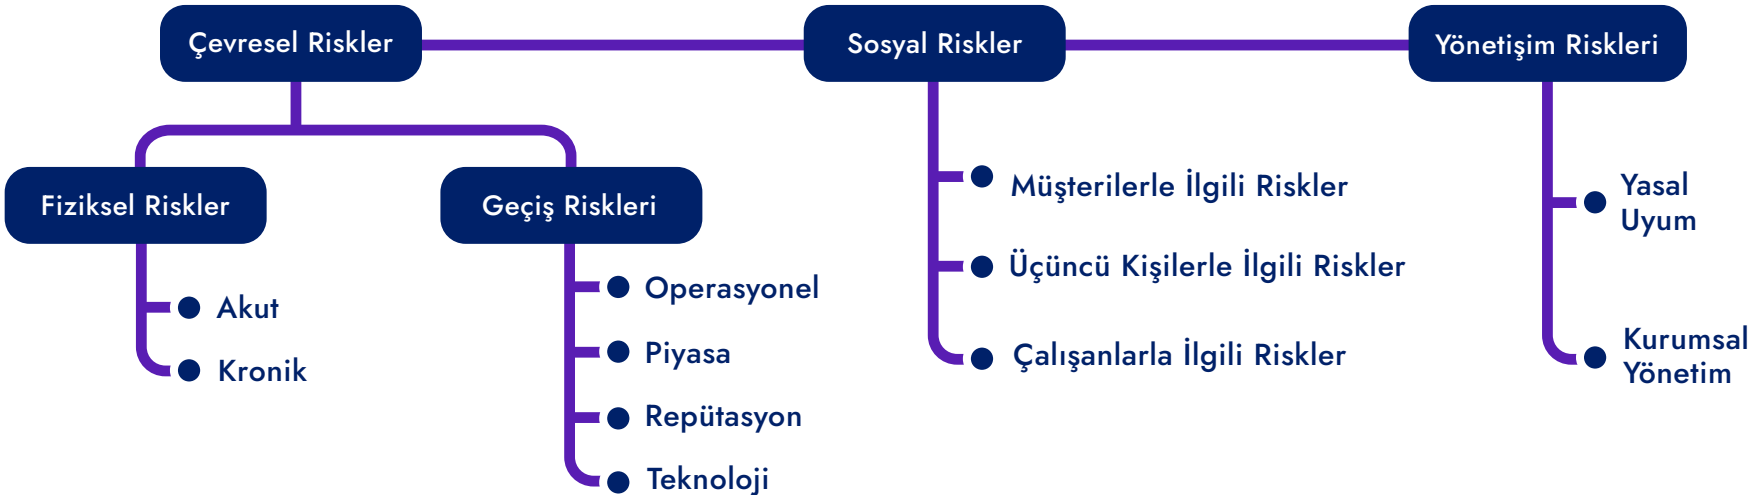 Çevresel Riskler
Sosyal Riskler
Yönetişim Riskleri
Fiziksel Riskler
Geçiş Riskleri
Akut
Kronik
Operasyonel
Piyasa
Repütasyon
Teknoloji
Müşterilerle İlgili Riskler
Üçüncü Kişilerle İlgili Riskler
Çalışanlarla İlgili Riskler
Yasal
Uyum
Kurumsal
Yönetim